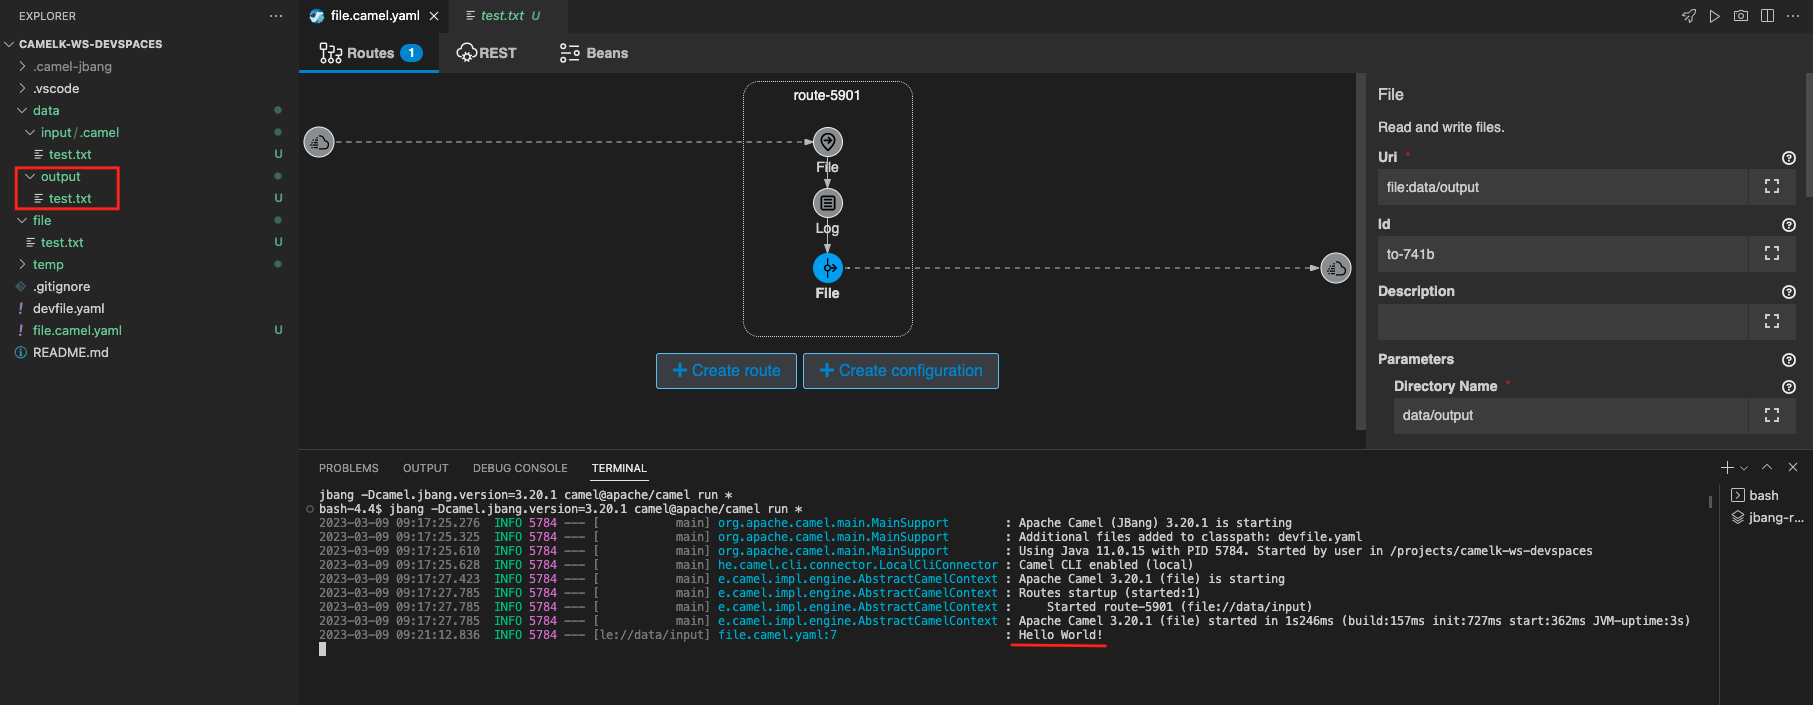 EXPLORER
CAMELK-WS-DEVSPACES
.camel-jbang
.vscode
data
input/.camel
test.txt U
output
test.txt U
file
test.txt U
temp
.gitignore
! devfile.yaml
! file.camel.yaml U
README.md
file.camel.yaml
test.txt U
Routes 1
REST
Beans
route-5901
File
Log
File
Create route
Create configuration
File
Read and write files.
Uri *
file:data/output
Id
to-741b
Description
Parameters
Directory Name *
data/output
PROBLEMS OUTPUT DEBUG CONSOLE TERMINAL
jbang -Dcamel.jbang.version=3.20.1 camel@apache/camel run *
bash-4.4$ jbang -Dcamel.jbang.version=3.20.1 camel@apache/camel run *
2023-03-09 09:17:25.276 INFO 5784 --- [ main] org.apache.camel.main.MainSupport : Apache Camel (JBang) 3.20.1 is starting
2023-03-09 09:17:25.325 INFO 5784 --- [ main] org.apache.camel.main.MainSupport : Additional files added to classpath: devfile.yaml
2023-03-09 09:17:25.610 INFO 5784 --- [ main] org.apache.camel.main.MainSupport : Using Java 11.0.15 with PID 5784. Started by user in /projects/camelk-ws-devspaces
2023-03-09 09:17:25.628 INFO 5784 --- [ main] he.camel.cli.connector.LocalCliConnector : Camel CLI enabled (local)
2023-03-09 09:17:27.423 INFO 5784 --- [ main] e.camel.impl.engine.AbstractCamelContext : Apache Camel 3.20.1 (file) is starting
2023-03-09 09:17:27.785 INFO 5784 --- [ main] e.camel.impl.engine.AbstractCamelContext : Routes startup (started:1)
2023-03-09 09:17:27.785 INFO 5784 --- [ main] e.camel.impl.engine.AbstractCamelContext : Started route-5901 (file://data/input)
2023-03-09 09:17:27.785 INFO 5784 --- [ main] e.camel.impl.engine.AbstractCamelContext : Apache Camel 3.20.1 (file) started in 1s246ms (build:157ms init:727ms start:362ms JVM-uptime:3s)
2023-03-09 09:21:12.836 INFO 5784 --- [le://data/input] file.camel.yaml:7 : Hello World!
bash
jbang-r...